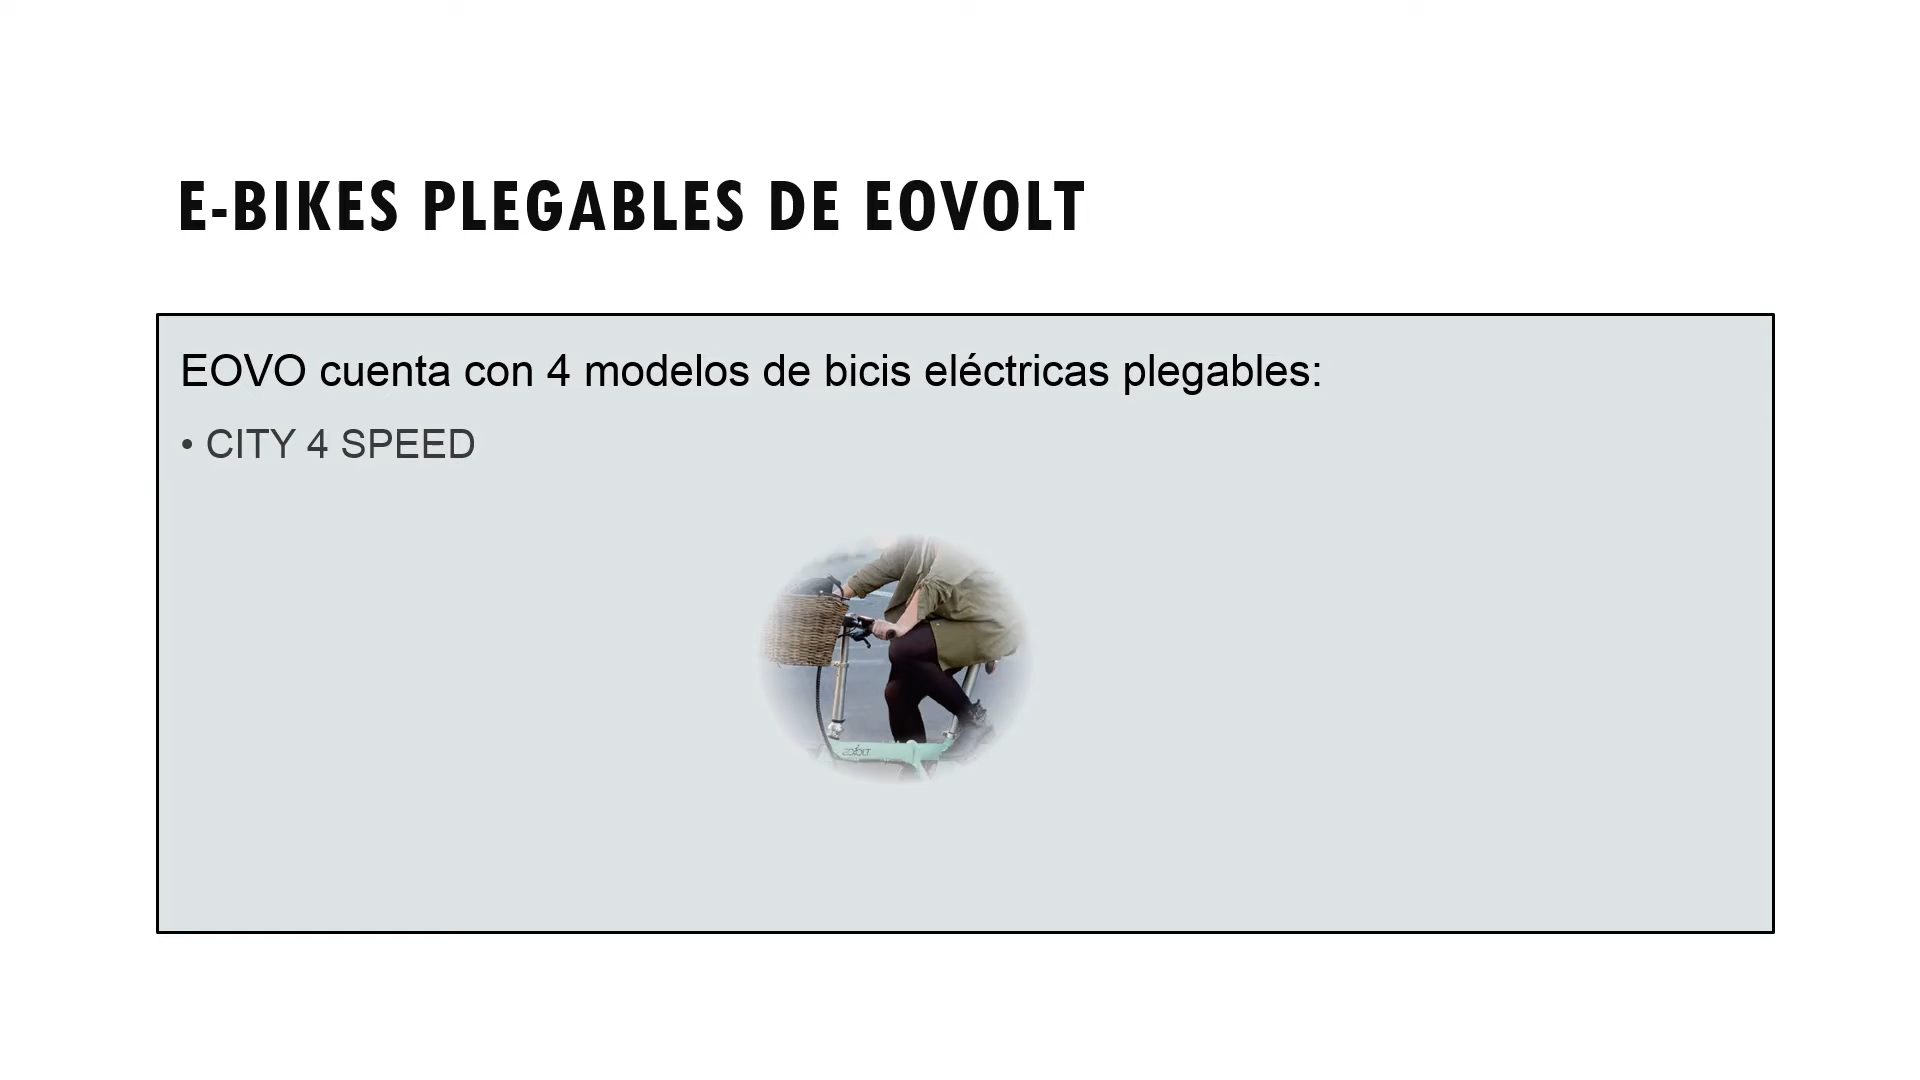 E-BIKES PLEGABLES DE EOVOLT
EOVO cuenta con 4 modelos de bicis eléctricas plegables:
• CITY 4 SPEED